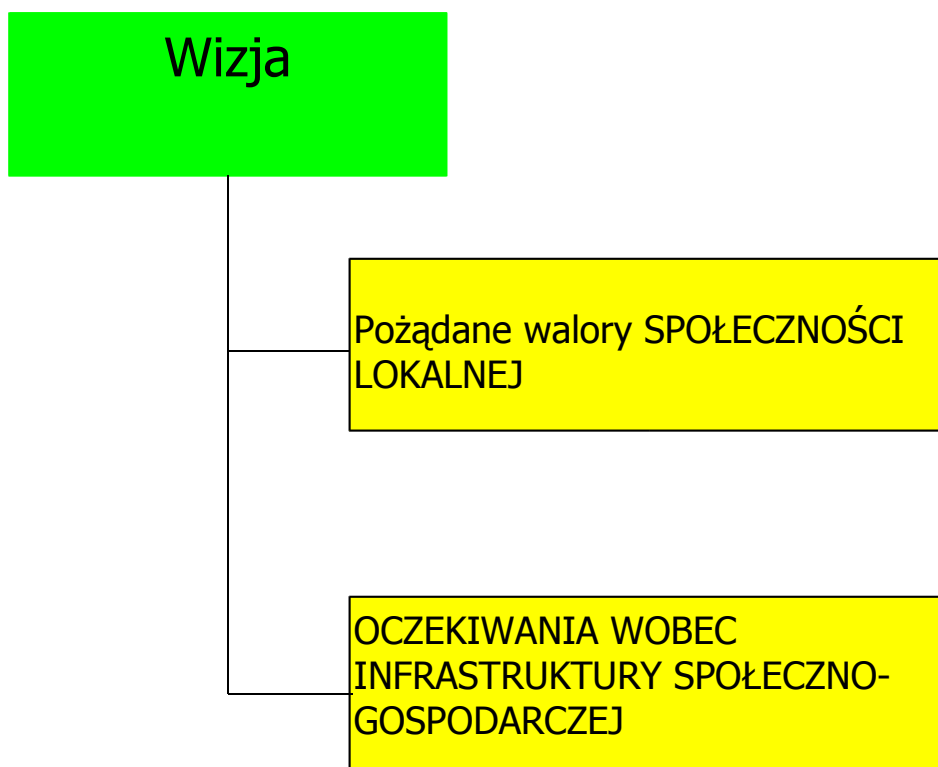 Wizja
Pożądane walory SPOŁECZNOŚCI
LOKALNEJ
OCZEKIWANIA WOBEC
INFRASTRUKTURY SPOŁECZNO-
GOSPODARCZEJ